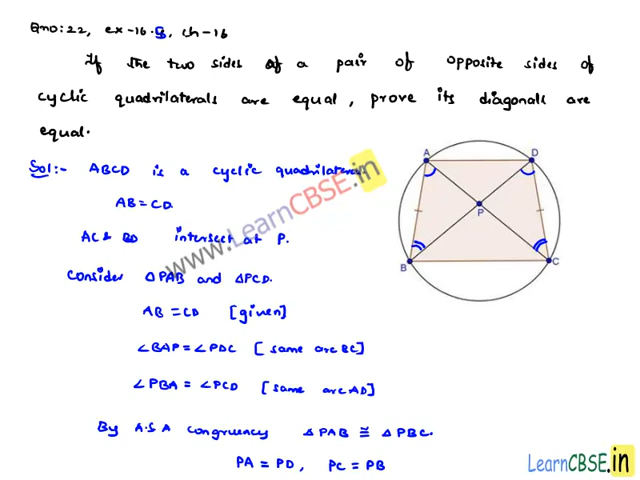 Qno:22, ex-16.5, ch-16
If the two sides of a pair of opposite sides of
cyclic quadrilaterals are equal, prove its diagonals are
equal.
Sol:- ABCD is a cyclic quadrilateral
AB=CD
AC & BD intersect at P.
Consider ΔPAB and ΔPCD.
AB = CD [given]
∠BAP = ∠PDC [same arc BC]
∠PBA = ∠PCD [same arc AD]
By A.S.A congruency ΔPAB ≅ ΔPBC.
PA = PD, PC = PB
A
D
P
B
C
www.LearnCBSE.in
LearnCBSE.in